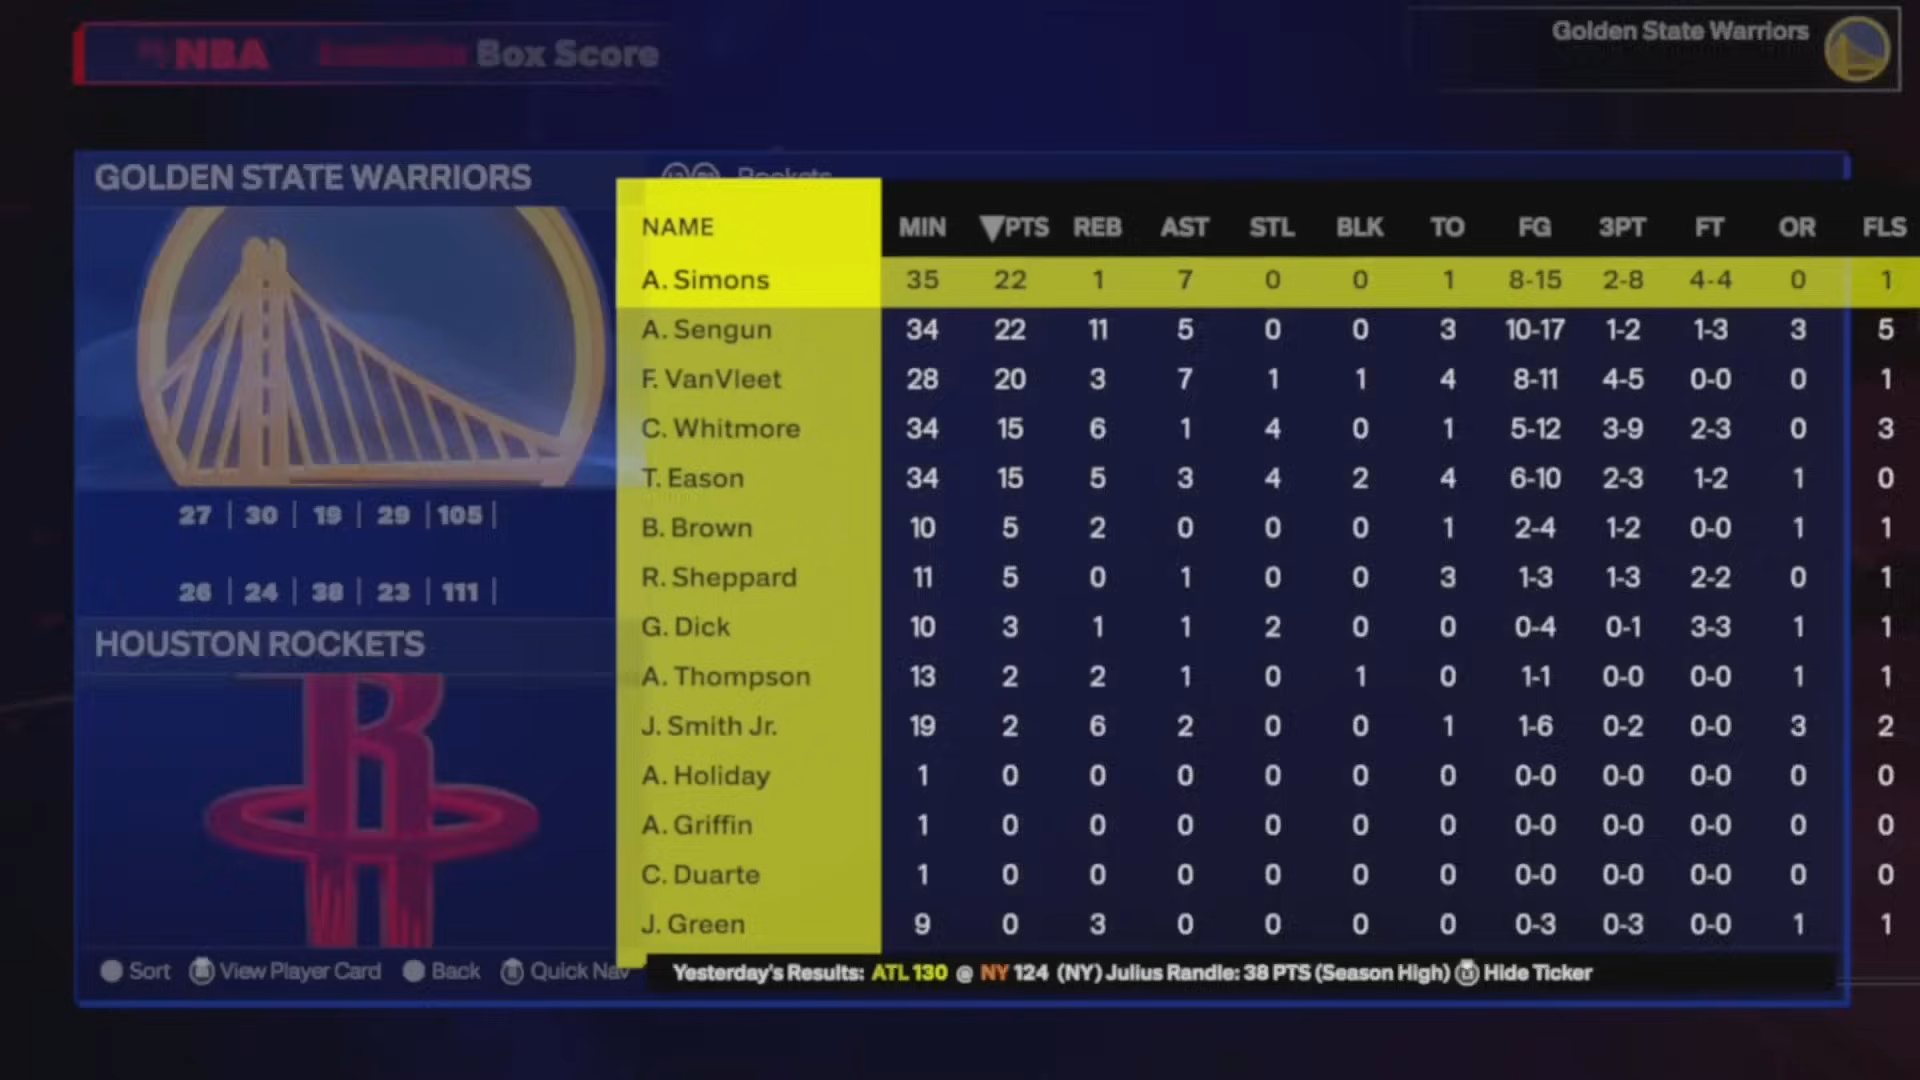 NBA Box Score
Golden State Warriors
GOLDEN STATE WARRIORS
Rockets
NAME MIN ▼PTS REB AST STL BLK TO FG 3PT FT OR FLS
A. Simons 35 22 1 7 0 0 1 8-15 2-8 4-4 0 1
A. Sengun 34 22 11 5 0 0 3 10-17 1-2 1-3 3 5
F. VanVleet 28 20 3 7 1 1 4 8-11 4-5 0-0 0 1
C. Whitmore 34 15 6 1 4 0 1 5-12 3-9 2-3 0 3
T. Eason 34 15 5 3 4 2 4 6-10 2-3 1-2 1 0
B. Brown 10 5 2 0 0 0 1 2-4 1-2 0-0 1 1
R. Sheppard 11 5 0 1 0 0 3 1-3 1-3 2-2 0 1
G. Dick 10 3 1 1 2 0 0 0-4 0-1 3-3 1 1
A. Thompson 13 2 2 1 0 1 0 1-1 0-0 0-0 1 1
J. Smith Jr. 19 2 6 2 0 0 1 1-6 0-2 0-0 3 2
A. Holiday 1 0 0 0 0 0 0 0-0 0-0 0-0 0 0
A. Griffin 1 0 0 0 0 0 0 0-0 0-0 0-0 0 0
C. Duarte 1 0 0 0 0 0 0 0-0 0-0 0-0 0 0
J. Green 9 0 3 0 0 0 0 0-3 0-3 0-0 1 1
27 | 30 | 19 | 29 | 105 |
26 | 24 | 38 | 23 | 111 |
HOUSTON ROCKETS
R
Sort View Player Card Back Quick Nav
Yesterday's Results: ATL 130 @ NY 124 (NY) Julius Randle: 38 PTS (Season High) Hide Ticker